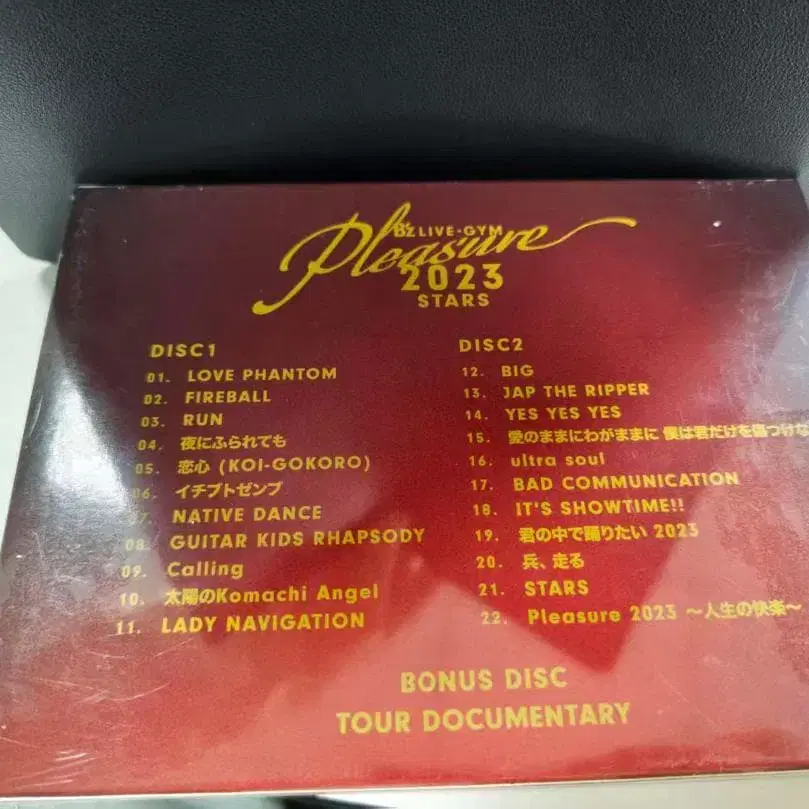 B'z LIVE-GYM
Pleasure
2023
STARS
DISC1
01. LOVE PHANTOM
02. FIREBALL
03. RUN
04. 夜にふられても
05. 恋心 (KOI-GOKORO)
06. イチブトゼンブ
07. NATIVE DANCE
08. GUITAR KIDS RHAPSODY
09. Calling
10. 太陽のKomachi Angel
11. LADY NAVIGATION
DISC2
12. BIG
13. JAP THE RIPPER
14. YES YES YES
15. 愛のままにわがままに 僕は君だけを傷つけな
16. ultra soul
17. BAD COMMUNICATION
18. IT'S SHOWTIME!!
19. 君の中で踊りたい 2023
20. 兵、走る
21. STARS
22. Pleasure 2023 ～人生の快楽～
BONUS DISC
TOUR DOCUMENTARY